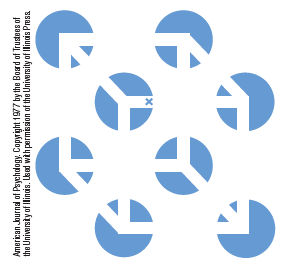 American Journal of Psychology. Copyright 1977 by the Board of Trustees of
the University of Illinois. Used with permission of the University of Illinois Press.